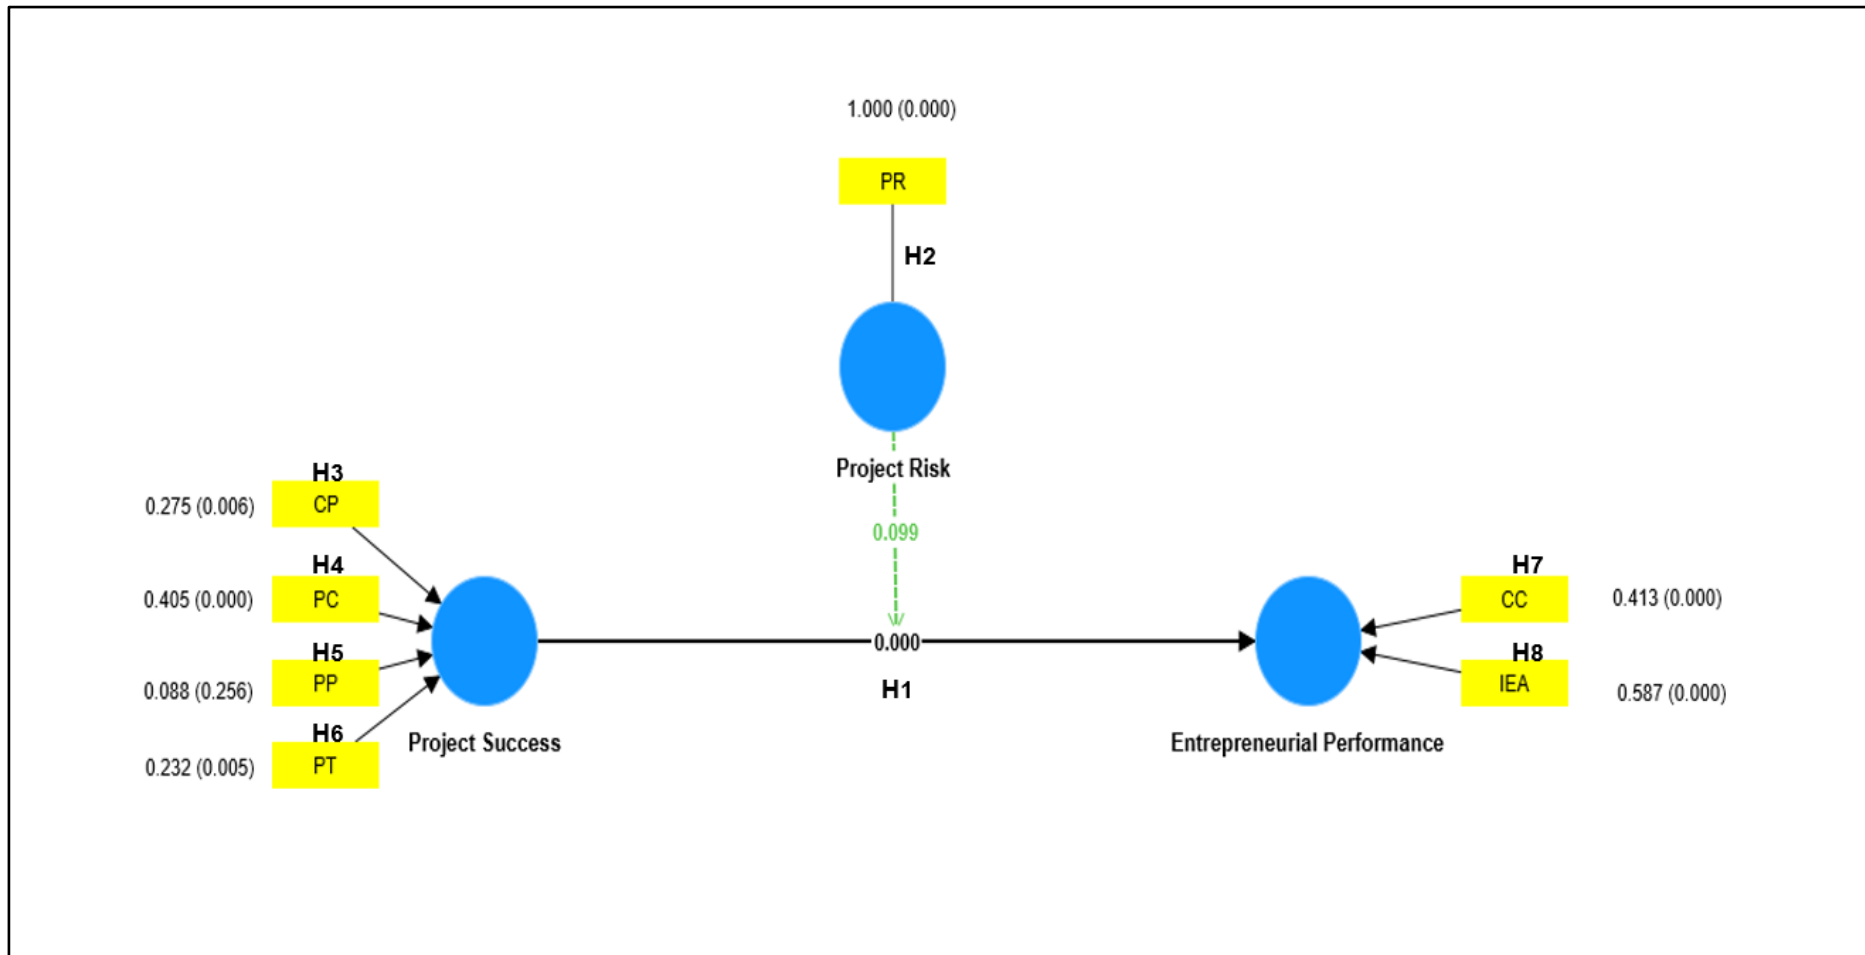 1.000 (0.000)
PR
H2
Project Risk
0.099
H3
0.275 (0.006)
CP
H4
0.405 (0.000)
PC
H5
0.088 (0.256)
PP
H6
0.232 (0.005)
PT
Project Success
0.000
H1
H7
CC
0.413 (0.000)
H8
IEA
0.587 (0.000)
Entrepreneurial Performance